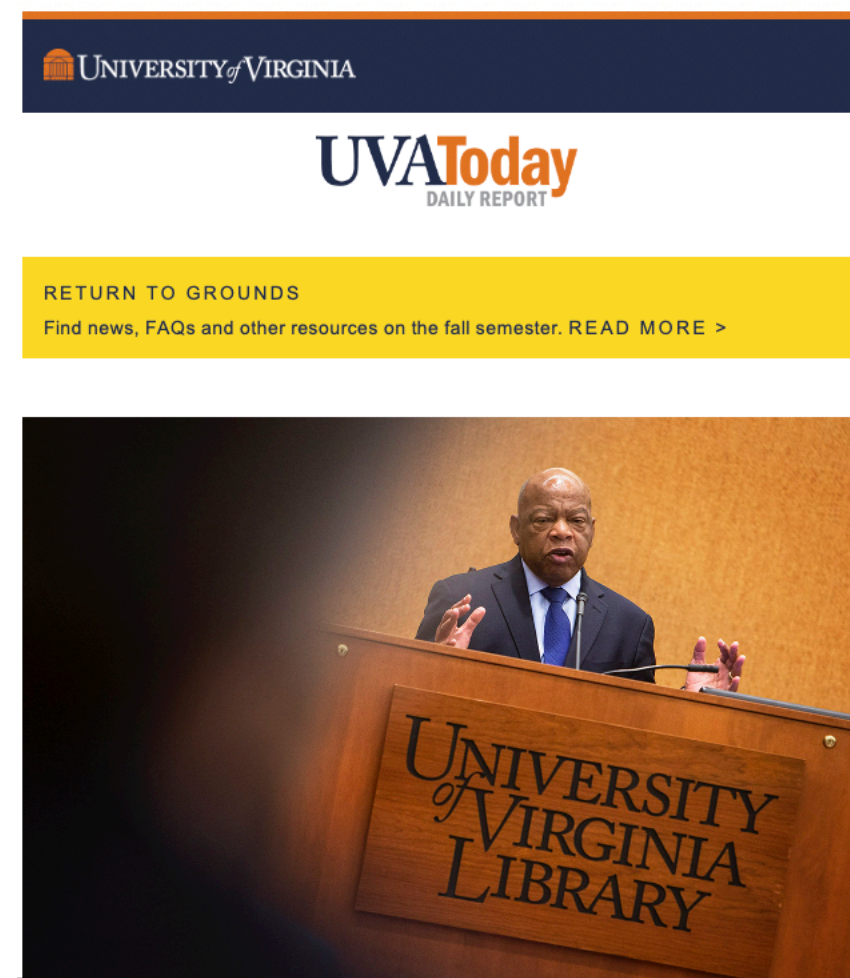 UNIVERSITY of VIRGINIA
UVAToday
DAILY REPORT
RETURN TO GROUNDS
Find news, FAQs and other resources on the fall semester. READ MORE >
UNIVERSITY
of VIRGINIA
LIBRARY